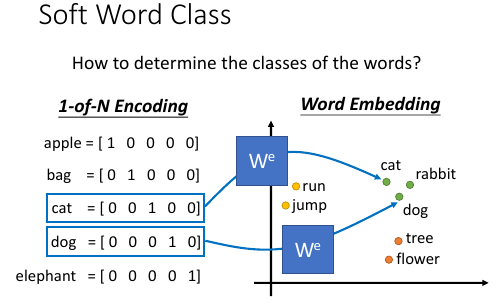 Soft Word Class
How to determine the classes of the words?
1-of-N Encoding
apple = [ 1 0 0 0 0]
bag = [ 0 1 0 0 0]
cat = [ 0 0 1 0 0]
dog = [ 0 0 0 1 0]
elephant = [ 0 0 0 0 1]
Word Embedding
Wᵉ
cat
rabbit
run
jump
dog
Wᵉ
tree
flower